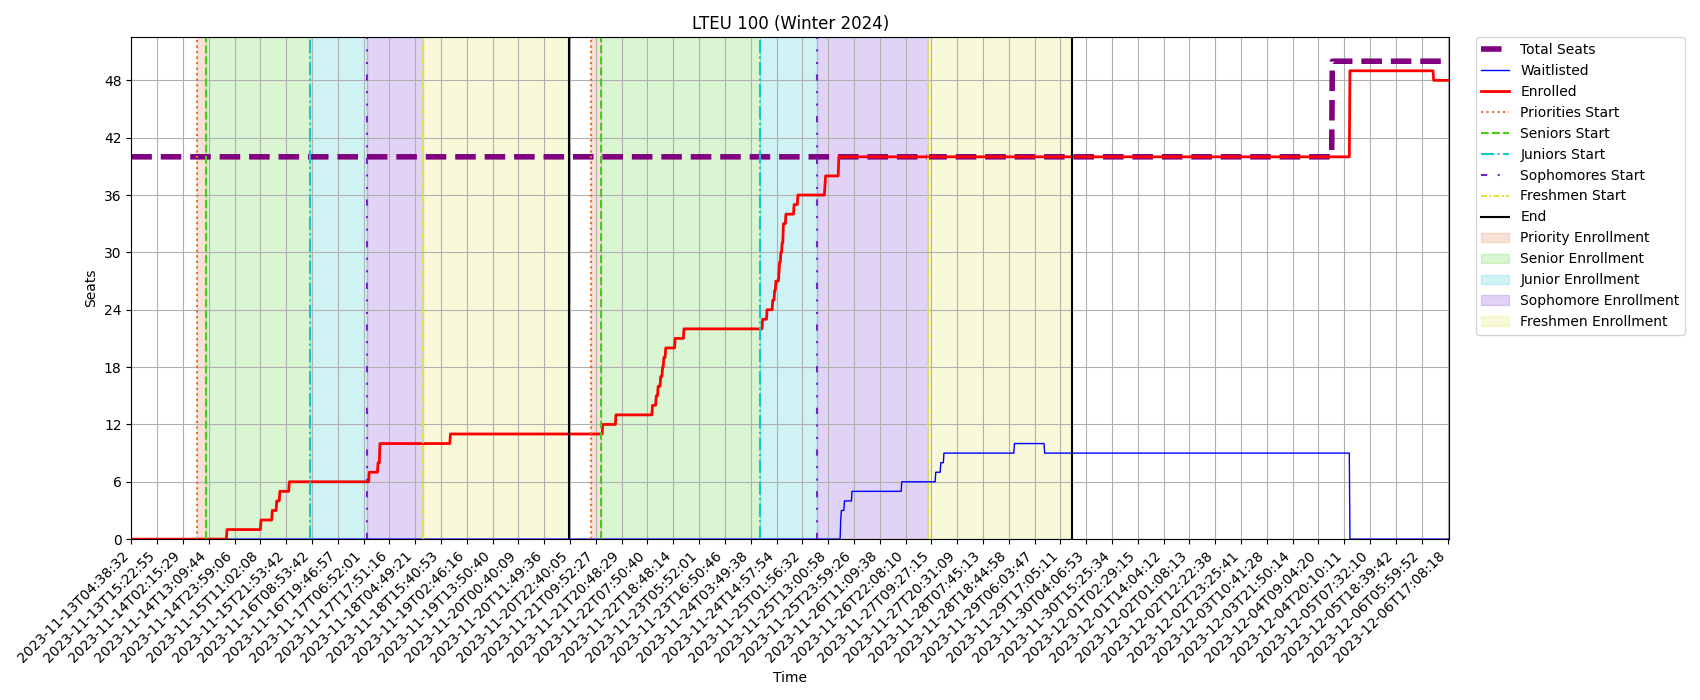 LTEU 100 (Winter 2024)
Total Seats
Waitlisted
Enrolled
Priorities Start
Seniors Start
Juniors Start
Sophomores Start
Freshmen Start
End
Priority Enrollment
Senior Enrollment
Junior Enrollment
Sophomore Enrollment
Freshmen Enrollment
Seats
48
42
36
30
24
18
12
6
0
2023-11-13T04:38:32
2023-11-13T15:22:55
2023-11-14T02:15:29
2023-11-14T13:09:44
2023-11-14T23:59:06
2023-11-15T11:02:08
2023-11-15T21:53:42
2023-11-16T08:53:42
2023-11-16T19:46:57
2023-11-17T06:52:01
2023-11-17T17:51:16
2023-11-18T04:49:21
2023-11-18T15:40:53
2023-11-19T02:46:16
2023-11-19T13:50:40
2023-11-20T00:40:09
2023-11-20T11:49:36
2023-11-20T22:40:05
2023-11-21T09:52:27
2023-11-21T20:48:29
2023-11-22T07:50:40
2023-11-22T18:48:14
2023-11-23T05:52:01
2023-11-23T16:50:46
2023-11-24T03:49:38
2023-11-24T14:57:54
2023-11-25T01:56:32
2023-11-25T13:00:58
2023-11-25T23:59:26
2023-11-26T11:09:38
2023-11-26T22:08:10
2023-11-27T09:27:15
2023-11-27T20:31:09
2023-11-28T07:45:13
2023-11-28T18:44:58
2023-11-29T06:03:47
2023-11-29T17:05:11
2023-11-30T04:06:53
2023-11-30T15:25:34
2023-12-01T02:29:15
2023-12-01T14:04:12
2023-12-02T01:08:13
2023-12-02T12:22:38
2023-12-02T23:25:41
2023-12-03T10:41:28
2023-12-03T21:50:14
2023-12-04T09:04:20
2023-12-04T20:10:11
2023-12-05T07:32:10
2023-12-05T18:39:42
2023-12-06T05:59:52
2023-12-06T17:08:18
Time